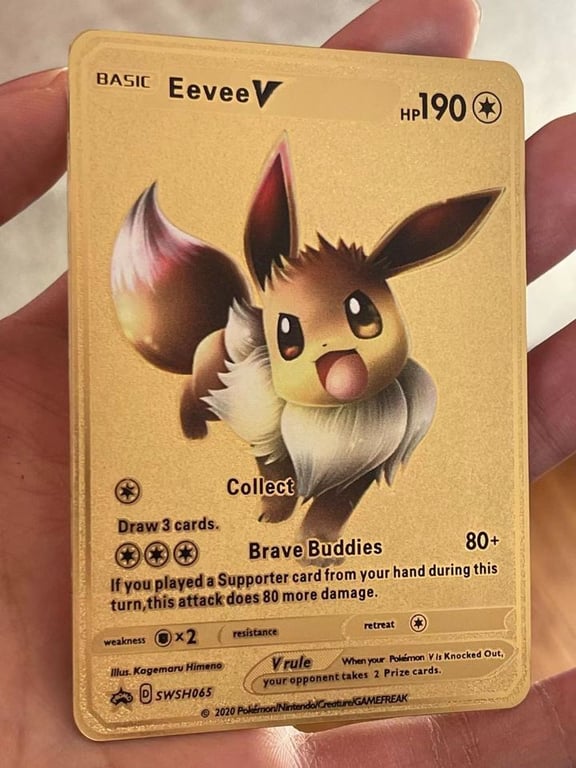 BASIC Eevee V HP190
Collect
Draw 3 cards.
Brave Buddies 80+
If you played a Supporter card from your hand during this
turn,this attack does 80 more damage.
weakness ×2 resistance retreat
Illus. Kagemaru Himeno
V rule When your Pokémon V is Knocked Out,
your opponent takes 2 Prize cards.
D SWSH065
© 2020 Pokémon/Nintendo/Creature/GAMEFREAK